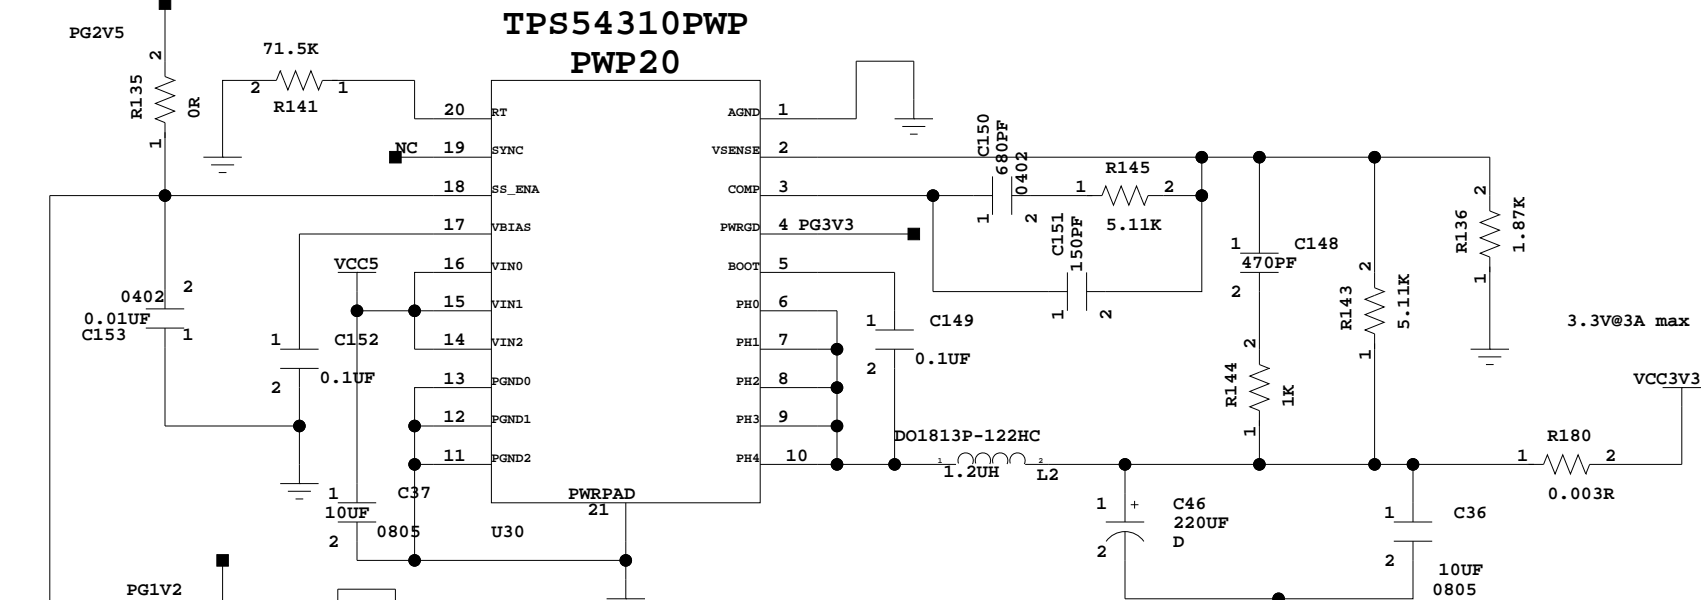 TPS54310PWP
PWP20
PG2V5
2
R135
0R
1
71.5K
2
1
R141
NC
20 RT
19 SYNC
18 SS_ENA
17 VBIAS
16 VIN0
15 VIN1
14 VIN2
13 PGND0
12 PGND1
11 PGND2
AGND 1
VSENSE 2
COMP 3
PWRGD 4 PG3V3
BOOT 5
PH0 6
PH1 7
PH2 8
PH3 9
PH4 10
PWRPAD
21
U30
VCC5
2
0402
0.01UF
C153
1
1
C152
0.1UF
2
1
C37
10UF
0805
2
PG1V2
C150
680PF
0402
1
2
R145
1
2
5.11K
C151
150PF
1
2
1
C149
0.1UF
2
DO1813P-122HC
1
2
1.2UH
L2
1
C148
470PF
2
2
R144
1K
1
2
R143
5.11K
1
2
R136
1.87K
1
3.3V@3A max
VCC3V3
R180
1
2
0.003R
1
+
C46
220UF
D
2
1
C36
2
10UF
0805